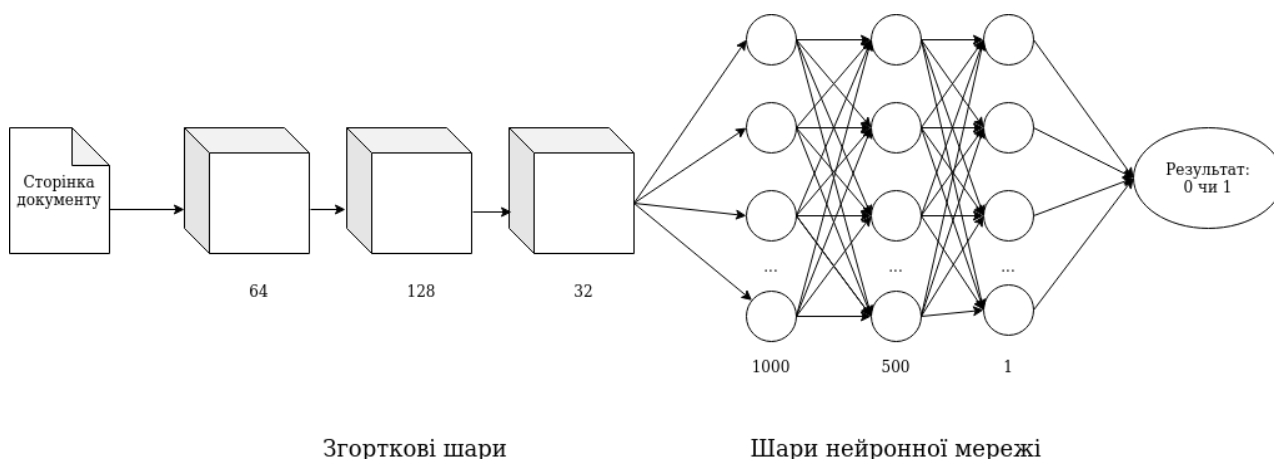 Сторінка
документу
64
128
32
...
...
...
1000
500
1
Результат:
0 чи 1
Згорткові шари
Шари нейронної мережі